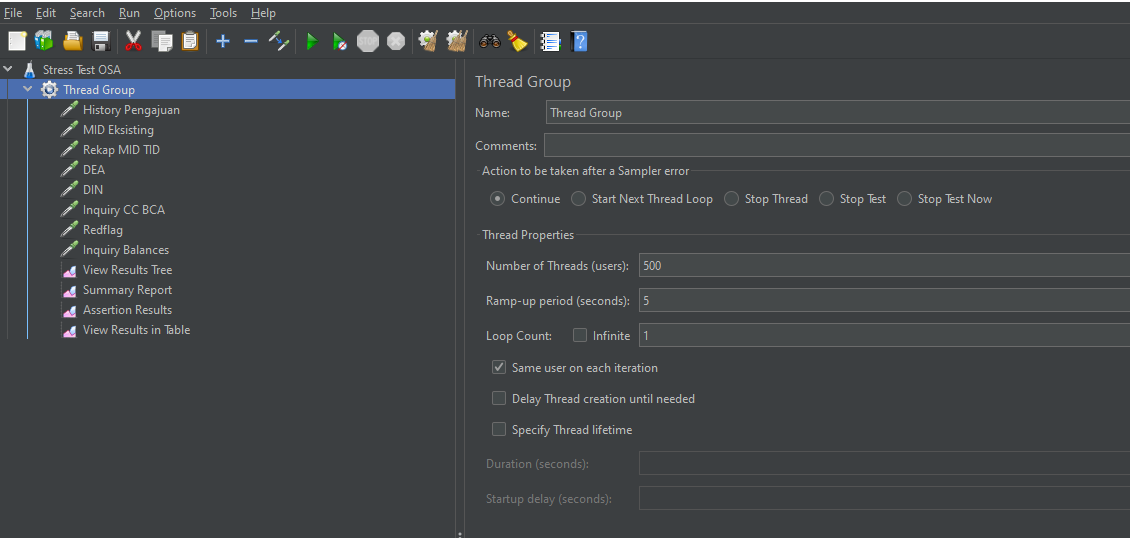 File Edit Search Run Options Tools Help
STOP
Stress Test OSA
Thread Group
History Pengajuan
MID Eksisting
Rekap MID TID
DEA
DIN
Inquiry CC BCA
Redflag
Inquiry Balances
View Results Tree
Summary Report
Assertion Results
View Results in Table
Thread Group
Name: Thread Group
Comments:
Action to be taken after a Sampler error
Continue Start Next Thread Loop Stop Thread Stop Test Stop Test Now
Thread Properties
Number of Threads (users): 500
Ramp-up period (seconds): 5
Loop Count: Infinite 1
Same user on each iteration
Delay Thread creation until needed
Specify Thread lifetime
Duration (seconds):
Startup delay (seconds):